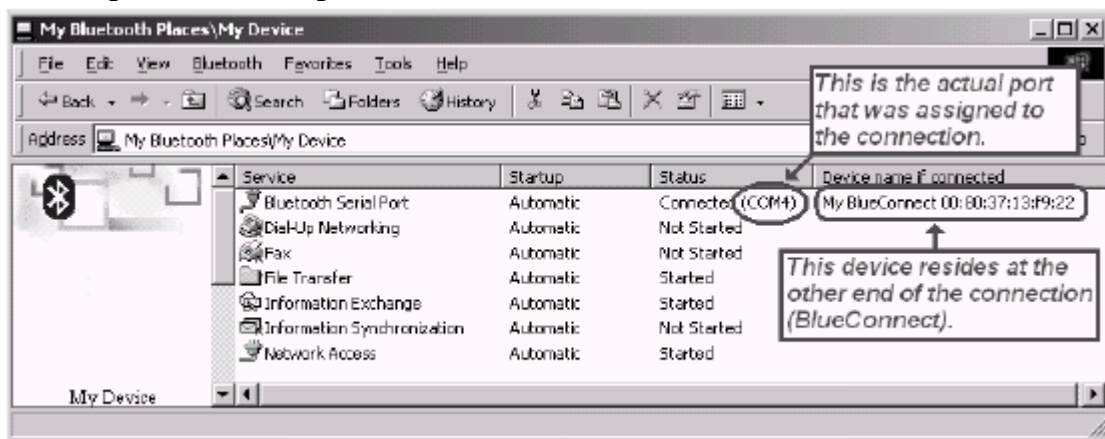 My Bluetooth Places\My Device
File Edit View Bluetooth Favorites Tools Help
Back Search Folders History
Address My Bluetooth Places\My Device
This is the actual port
that was assigned to
the connection.
Service Startup Status Device name if connected
Bluetooth Serial Port Automatic Connected (COM4) My BlueConnect 00:80:37:13:f9:22
Dial-Up Networking Automatic Not Started
Fax Automatic Not Started
File Transfer Automatic Started
Information Exchange Automatic Started
Information Synchronization Automatic Not Started
Network Access Automatic Started
This device resides at the
other end of the connection
(BlueConnect).
My Device